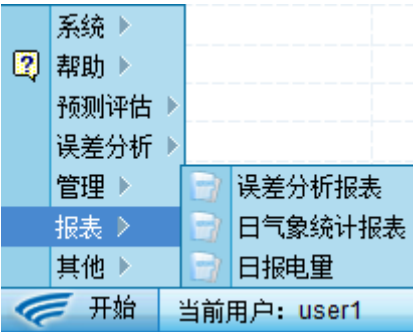 系统
帮助
预测评估
误差分析
管理
报表
其他
误差分析报表
日气象统计报表
日报电量
开始
当前用户: user1